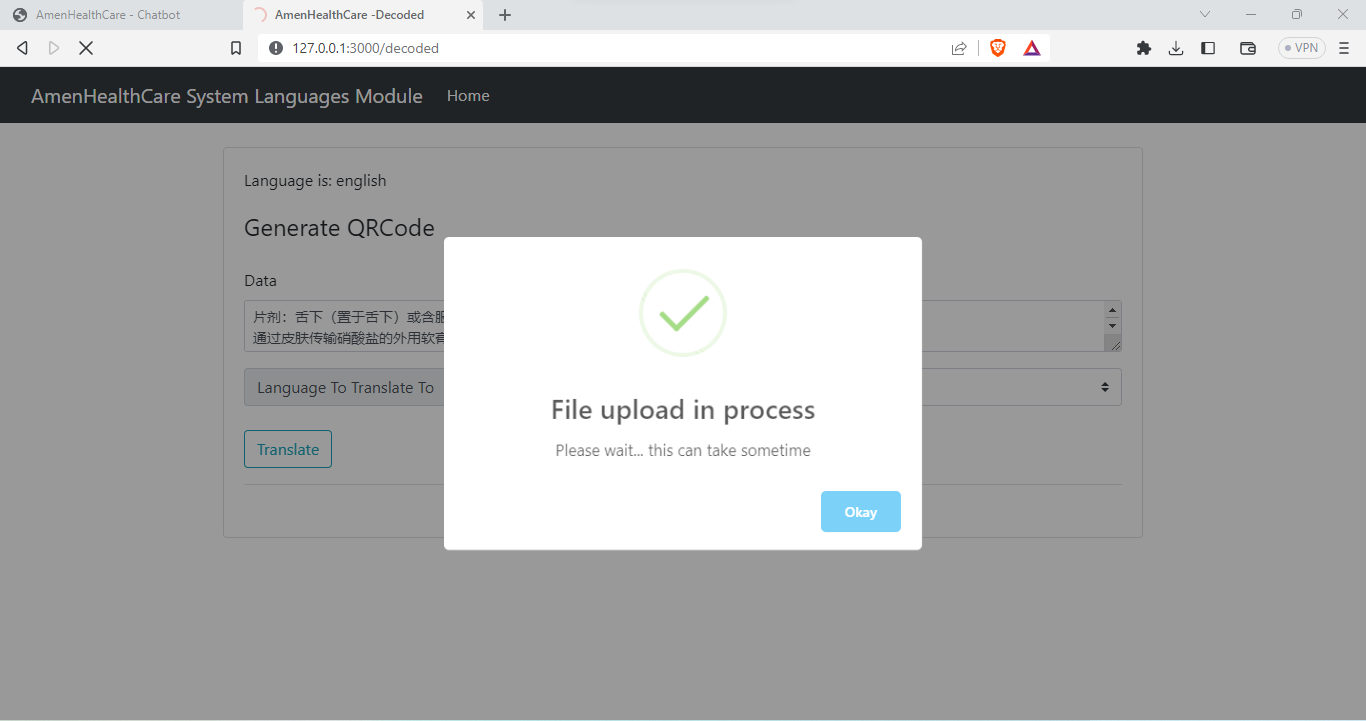 AmenHealthCare - Chatbot
AmenHealthCare -Decoded
127.0.0.1:3000/decoded
VPN
AmenHealthCare System Languages Module Home
Language is: english
Generate QRCode
Data
片剂：舌下（置于舌下）或含服
通过皮肤传输硝酸盐的外用软膏
Language To Translate To
Translate
File upload in process
Please wait... this can take sometime
Okay